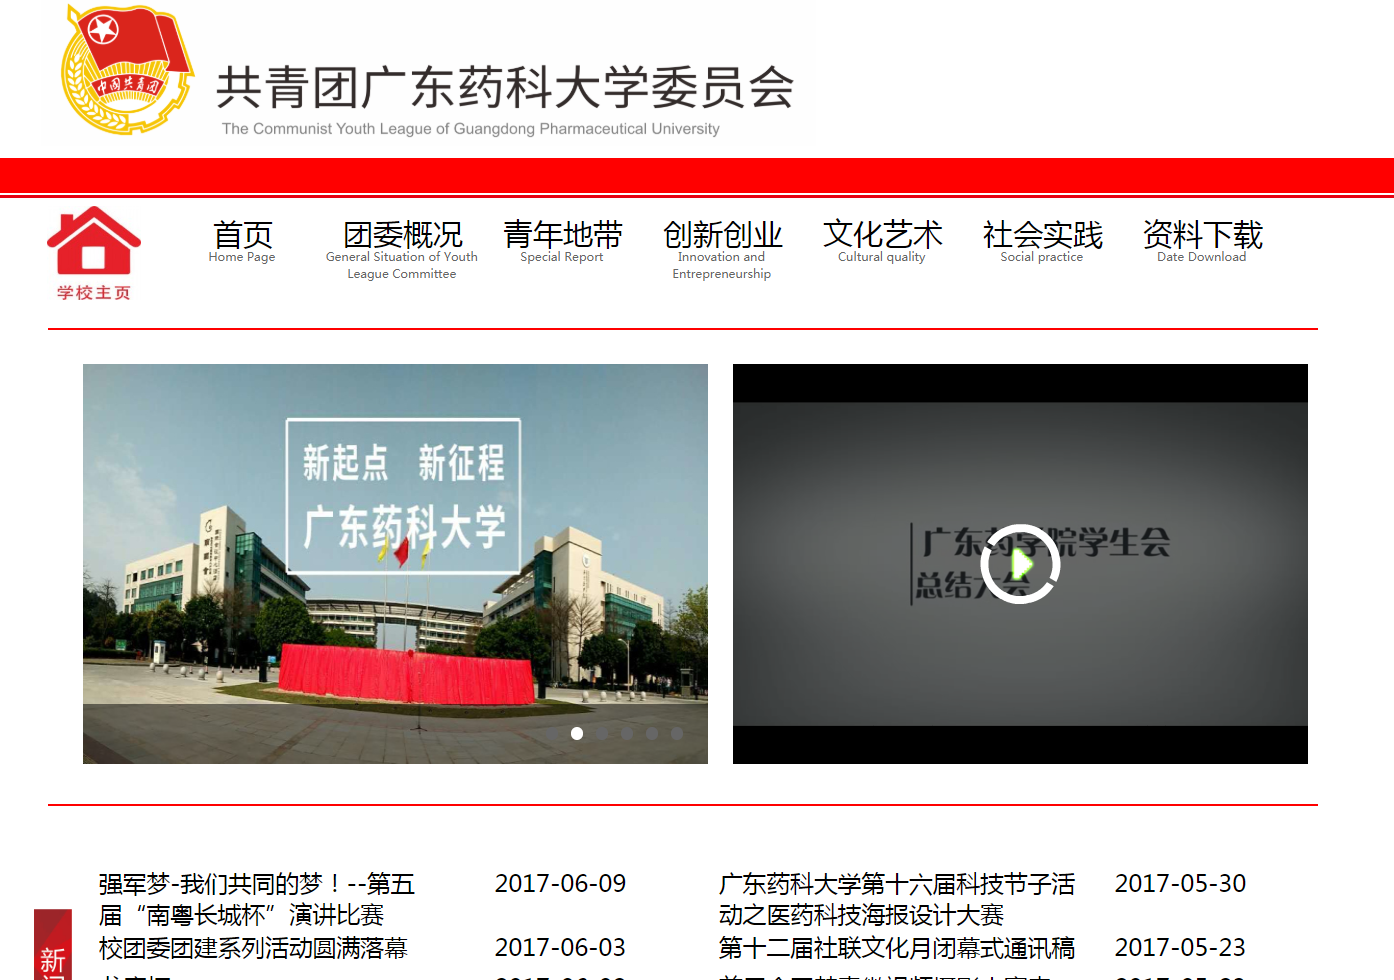 中国共青团
共青团广东药科大学委员会
The Communist Youth League of Guangdong Pharmaceutical University
学校主页
首页
Home Page
团委概况
General Situation of Youth
League Committee
青年地带
Special Report
创新创业
Innovation and
Entrepreneurship
文化艺术
Cultural quality
社会实践
Social practice
资料下载
Date Download
新起点 新征程
广东药科大学
广东药学院学生会
总结大会
强军梦-我们共同的梦！--第五
届“南粤长城杯”演讲比赛
2017-06-09
校团委团建系列活动圆满落幕
2017-06-03
广东药科大学第十六届科技节子活
动之医药科技海报设计大赛
2017-05-30
第十二届社联文化月闭幕式通讯稿
2017-05-23
新